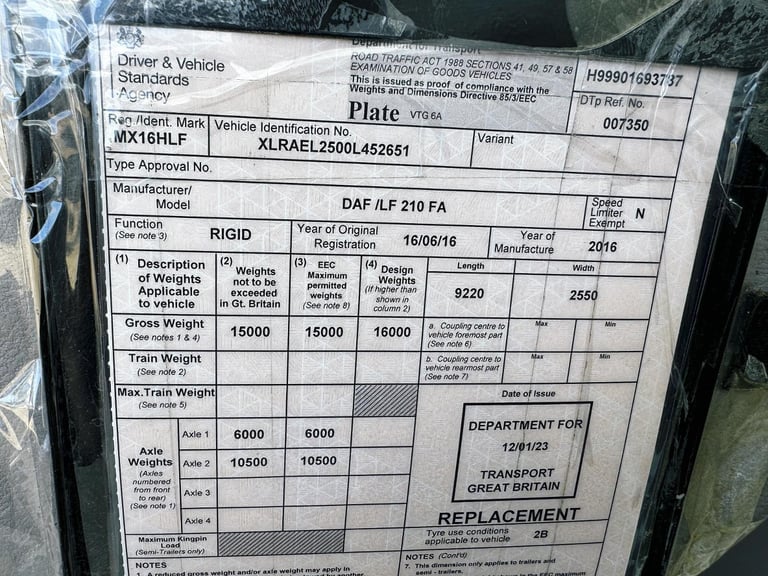 Driver & Vehicle
Standards
Agency
Department for Transport
ROAD TRAFFIC ACT 1988 SECTIONS 41, 49, 57 & 58
EXAMINATION OF GOODS VEHICLES
This is issued as proof of compliance with the
Weights and Dimensions Directive 85/3/EEC
Plate VTG 6A
H99901693737
DTp Ref. No.
007350
Reg./Ident. Mark
MX16HLF
Vehicle Identification No.
XLRAEL2500L452651
Variant
Type Approval No.
Manufacturer/
Model
DAF /LF 210 FA
Speed
Limiter
Exempt
N
Function
(See note 3)
RIGID
Year of Original
Registration
16/06/16
Year of
Manufacture
2016
(1) Description
of Weights
Applicable
to vehicle
(2) Weights
not to be
exceeded
in Gt. Britain
(3) EEC
Maximum
permitted
weights
(See note 8)
(4) Design
Weights
(If higher than
shown in
column 2)
Length
9220
Width
2550
Gross Weight
(See notes 1 & 4)
15000
15000
16000
a. Coupling centre to
vehicle foremost part
(See note 6)
Max
Min
Train Weight
(See note 2)
b. Coupling centre to
vehicle rearmost part
(See note 7)
Max
Min
Max.Train Weight
(See note 5)
Axle
Weights
(Axles
numbered
from front
to rear)
(See note 1)
Axle 1
6000
6000
Axle 2
10500
10500
Axle 3
Axle 4
Date of Issue
DEPARTMENT FOR
12/01/23
TRANSPORT
GREAT BRITAIN
REPLACEMENT
Maximum Kingpin
Load
(Semi-Trailers only)
Tyre use conditions
applicable to vehicle
2B
NOTES
1. A reduced gross weight and/or axle weight may apply in
NOTES (Cont'd)
7. This dimension only applies to trailers and
semi - trailers.